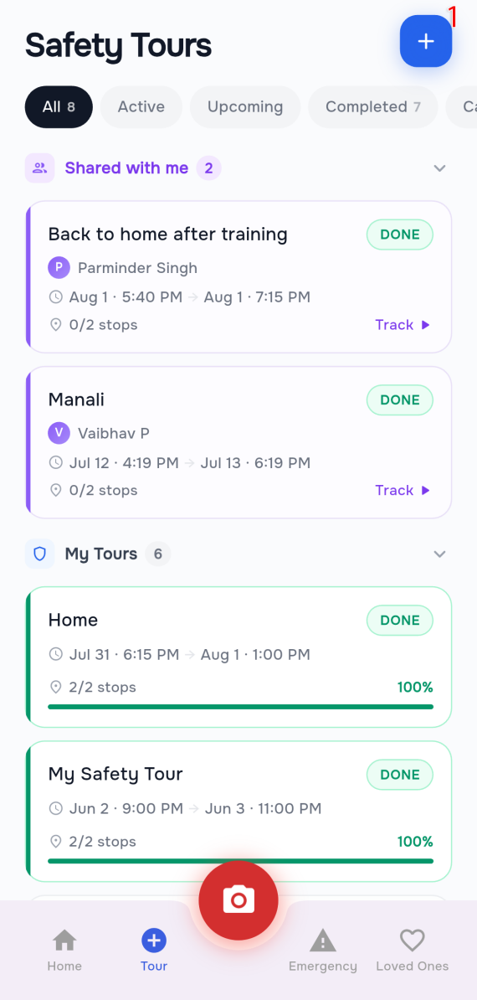 1
Safety Tours
All 8 Active Upcoming Completed 7 Ca
Shared with me 2
Back to home after training DONE
P Parminder Singh
Aug 1 · 5:40 PM → Aug 1 · 7:15 PM
0/2 stops Track
Manali DONE
V Vaibhav P
Jul 12 · 4:19 PM → Jul 13 · 6:19 PM
0/2 stops Track
My Tours 6
Home DONE
Jul 31 · 6:15 PM → Aug 1 · 1:00 PM
2/2 stops 100%
My Safety Tour DONE
Jun 2 · 9:00 PM → Jun 3 · 11:00 PM
2/2 stops 100%
Home Tour Emergency Loved Ones